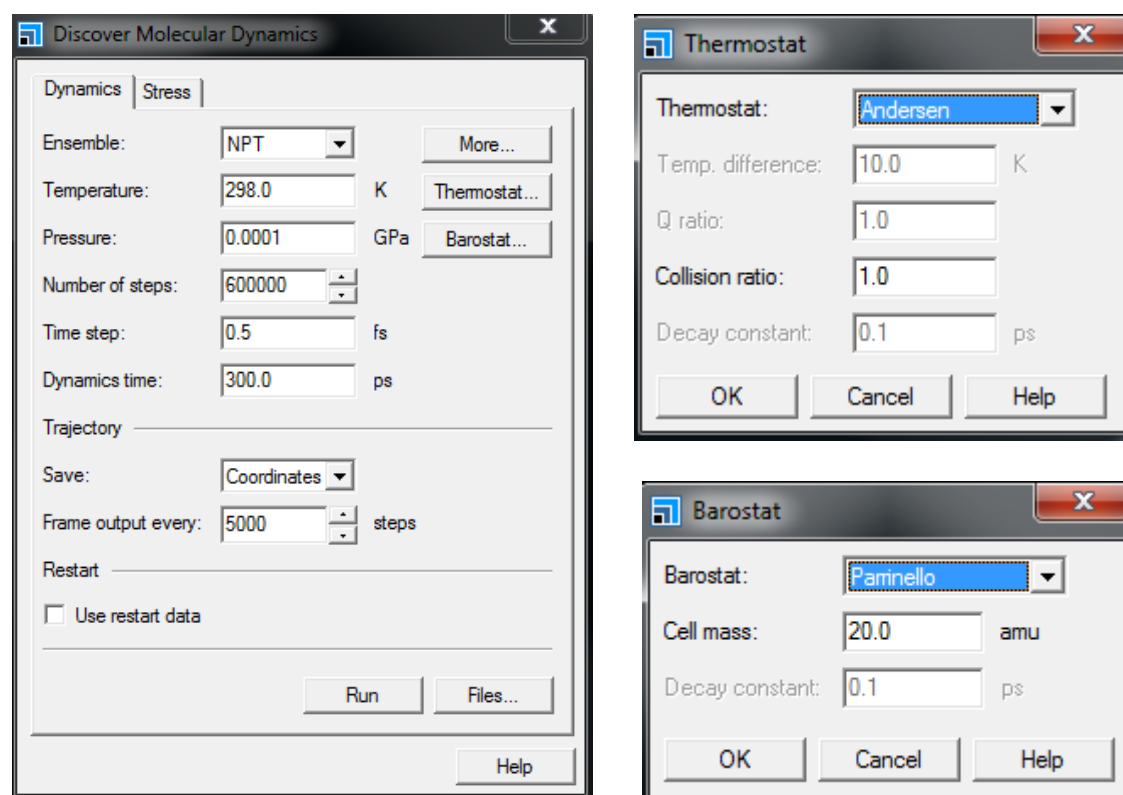 Discover Molecular Dynamics
Dynamics Stress
Ensemble: NPT More...
Temperature: 298.0 K Thermostat...
Pressure: 0.0001 GPa Barostat...
Number of steps: 600000
Time step: 0.5 fs
Dynamics time: 300.0 ps
Trajectory
Save: Coordinates
Frame output every: 5000 steps
Restart
Use restart data
Run Files...
Help
Thermostat
Thermostat: Andersen
Temp. difference: 10.0 K
Q ratio: 1.0
Collision ratio: 1.0
Decay constant: 0.1 ps
OK Cancel Help
Barostat
Barostat: Parrinello
Cell mass: 20.0 amu
Decay constant: 0.1 ps
OK Cancel Help